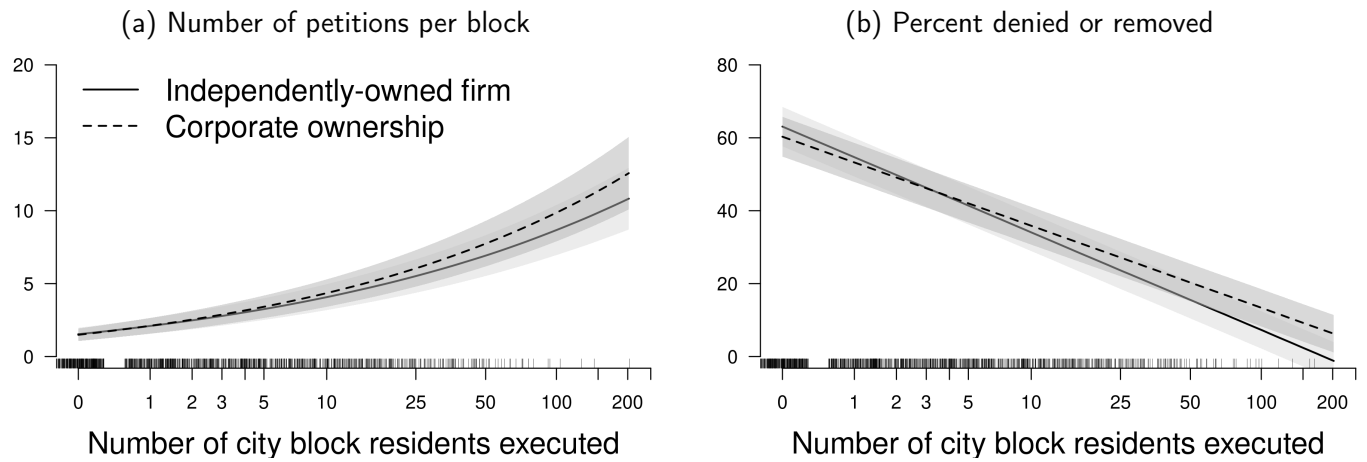 (a) Number of petitions per block
20
15
10
5
0
Independently-owned firm
Corporate ownership
0 1 2 3 5 10 25 50 100 200
Number of city block residents executed
(b) Percent denied or removed
80
60
40
20
0
0 1 2 3 5 10 25 50 100 200
Number of city block residents executed